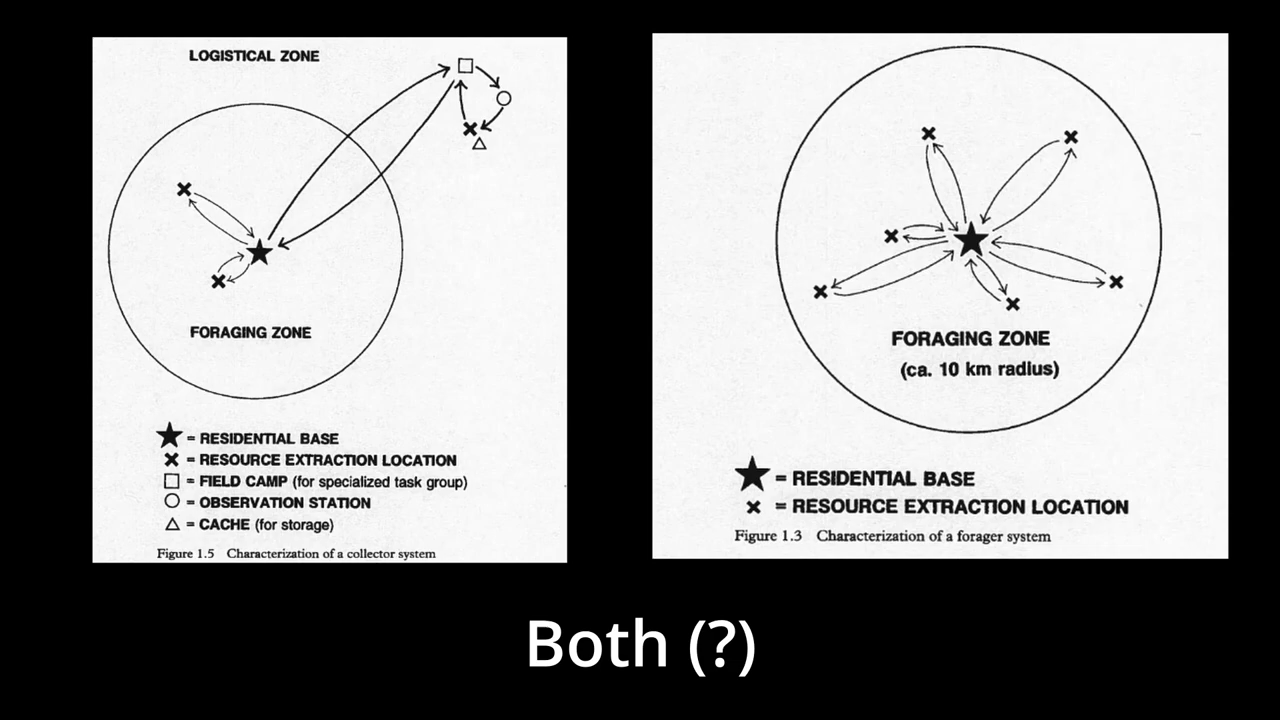 LOGISTICAL ZONE
FORAGING ZONE
= RESIDENTIAL BASE
= RESOURCE EXTRACTION LOCATION
= FIELD CAMP (for specialized task group)
= OBSERVATION STATION
= CACHE (for storage)
Figure 1.5 Characterization of a collector system
FORAGING ZONE
(ca. 10 km radius)
= RESIDENTIAL BASE
= RESOURCE EXTRACTION LOCATION
Figure 1.3 Characterization of a forager system
Both (?)